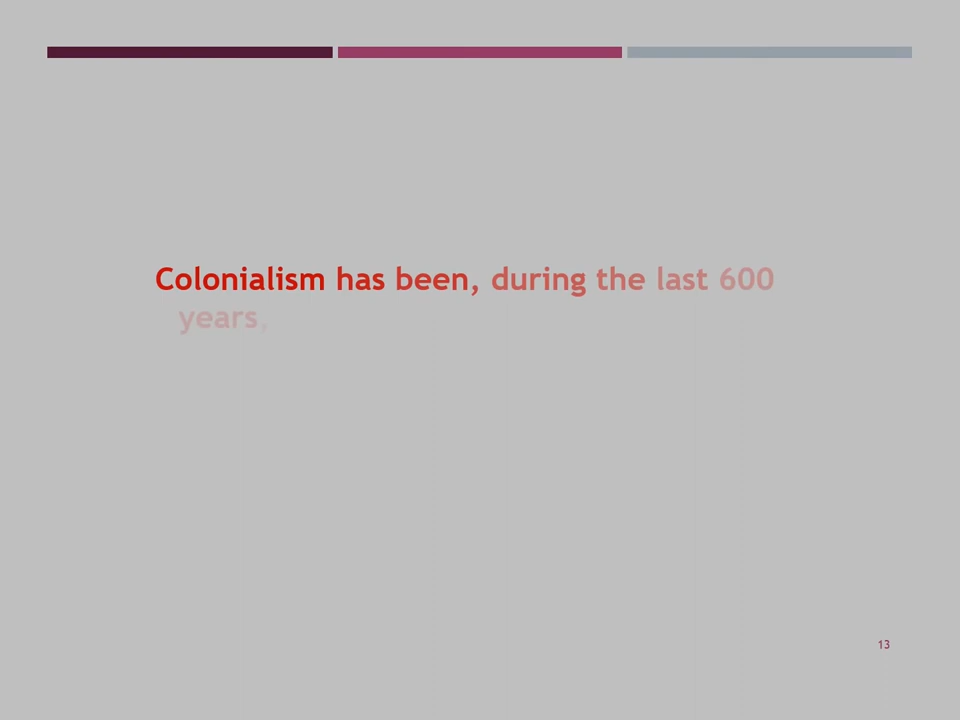 Colonialism has been, during the last 600
years,
13